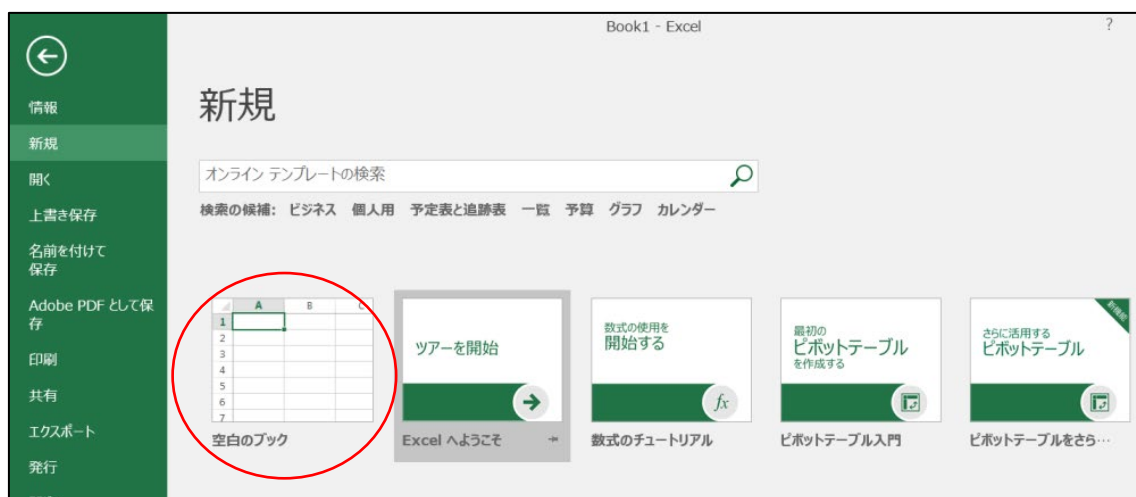 Book1 - Excel
?
情報
新規
開く
上書き保存
名前を付けて
保存
Adobe PDF として保
存
印刷
共有
エクスポート
発行
新規
オンライン テンプレートの検索
検索の候補: ビジネス 個人用 予定表と追跡表 一覧 予算 グラフ カレンダー
A B C
1
2
3
4
5
6
7
空白のブック
ツアーを開始
Excel へようこそ
数式の使用を
開始する
fx
数式のチュートリアル
最初の
ピボットテーブル
を作成する
ピボットテーブル入門
新機能
さらに活用する
ピボットテーブル
ピボットテーブルをさら…